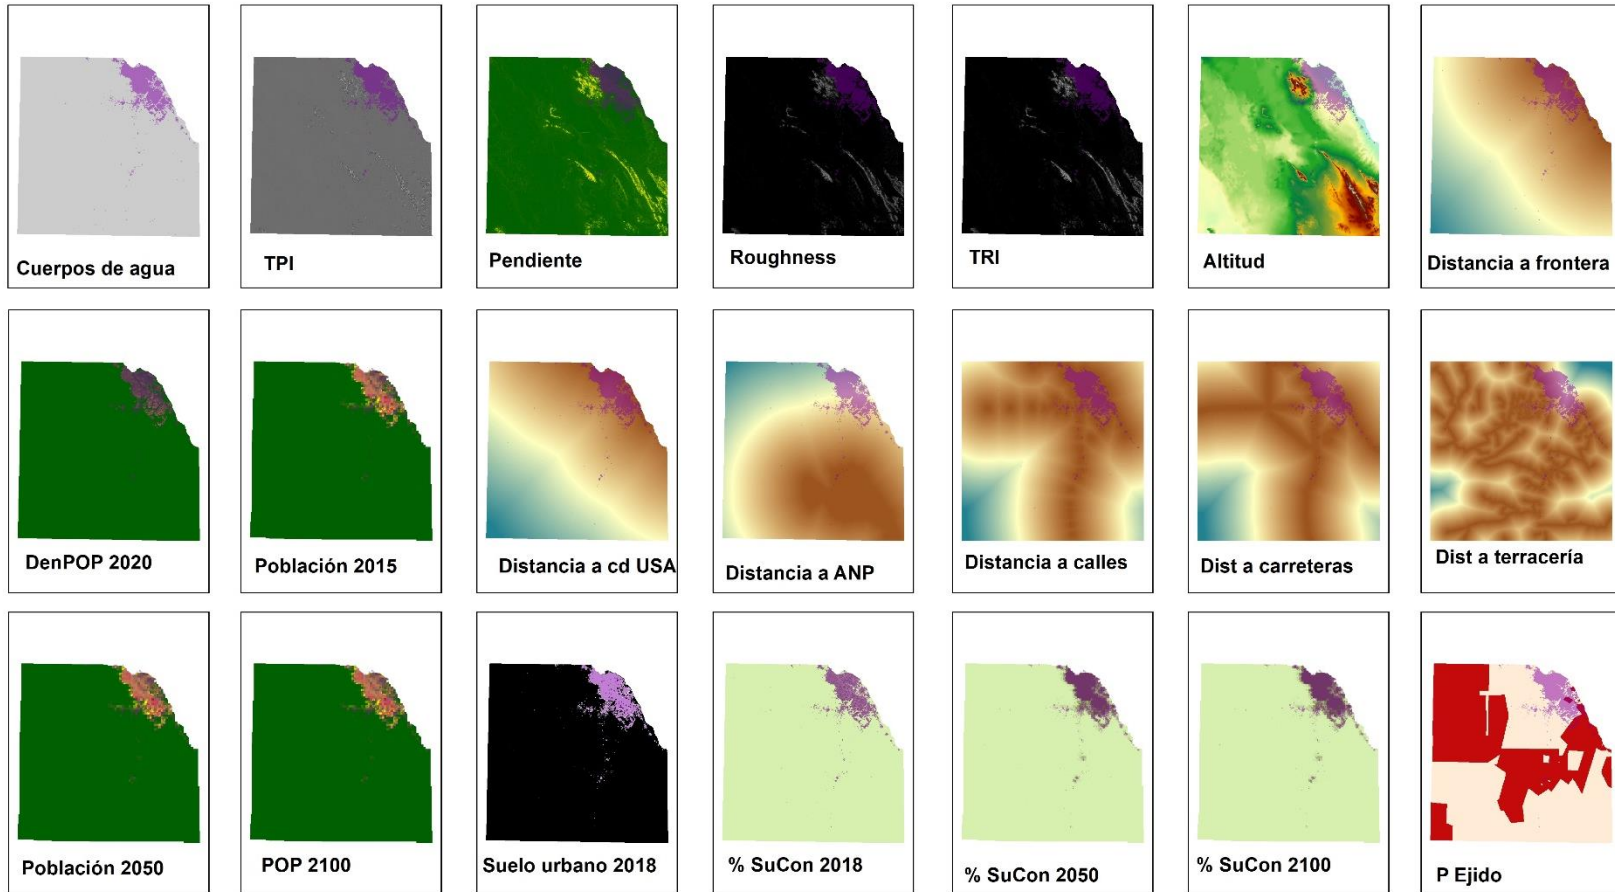 Cuerpos de agua
TPI
Pendiente
Roughness
TRI
Altitud
Distancia a frontera
DenPOP 2020
Población 2015
Distancia a cd USA
Distancia a ANP
Distancia a calles
Dist a carreteras
Dist a terracería
Población 2050
POP 2100
Suelo urbano 2018
% SuCon 2018
% SuCon 2050
% SuCon 2100
P Ejido